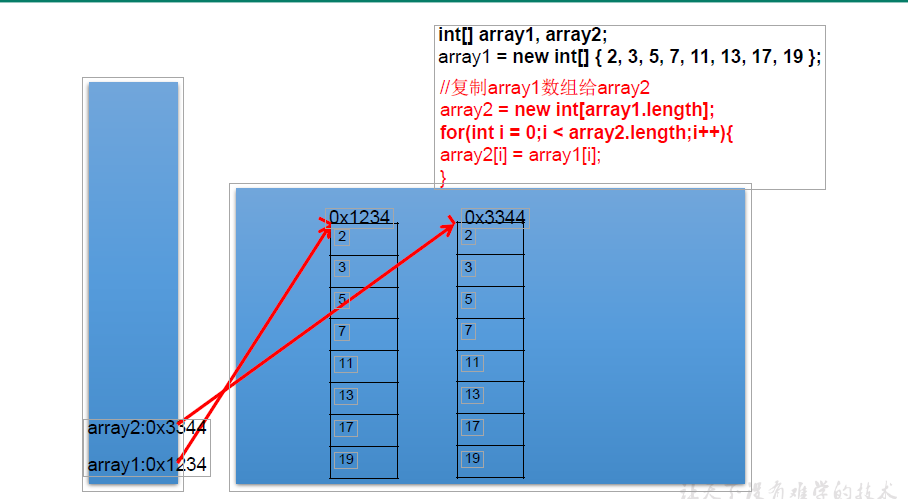 int[] array1, array2;
array1 = new int[] { 2, 3, 5, 7, 11, 13, 17, 19 };
//复制array1数组给array2
array2 = new int[array1.length];
for(int i = 0;i < array2.length;i++){
array2[i] = array1[i];
}
0x1234 0x3344
2 2
3 3
5 5
7 7
11 11
13 13
17 17
19 19
array2:0x3344
array1:0x1234
让天下没有难学的技术